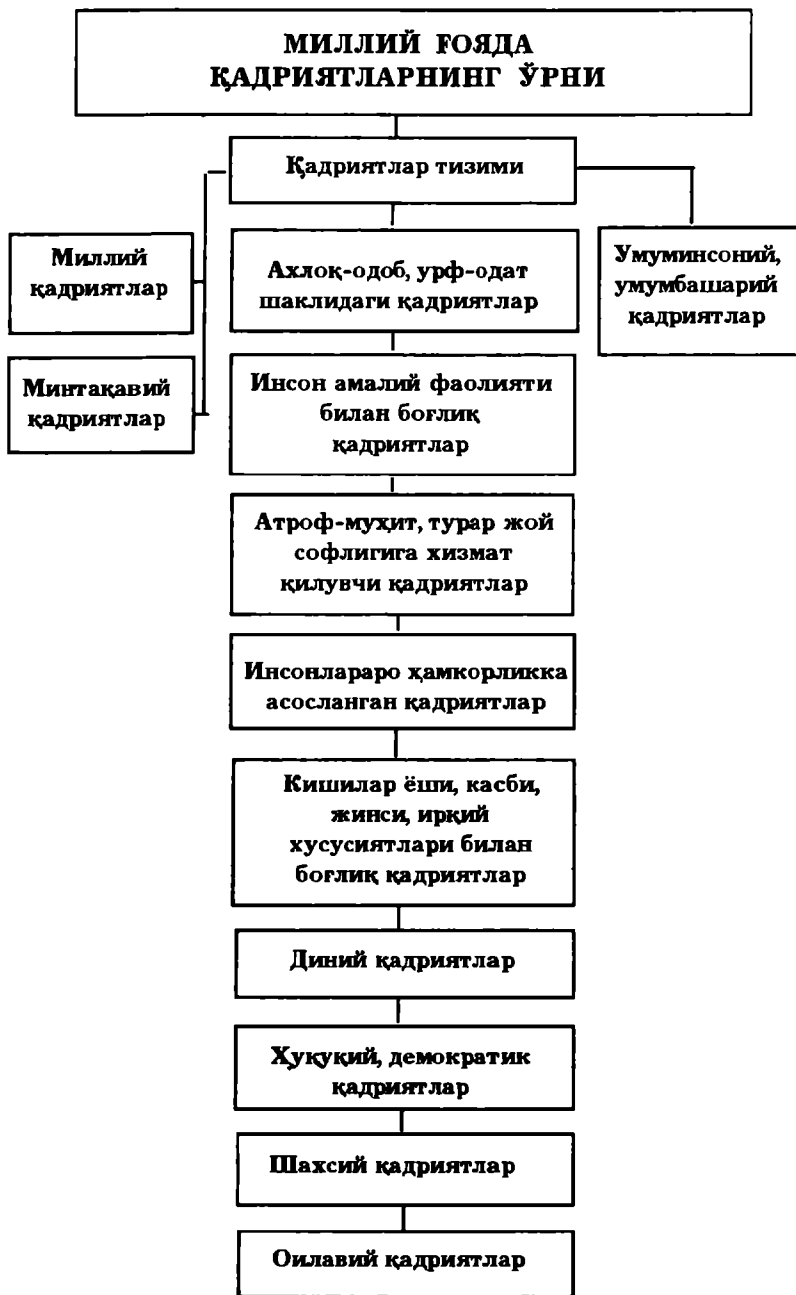 МИЛЛИЙ ҒОЯДА
ҚАДРИЯТЛАРНИНГ ЎРНИ
Қадриятлар тизими
Миллий
қадриятлар
Ахлоқ-одоб, урф-одат
шаклидаги қадриятлар
Умуминсоний,
умумбашарий
қадриятлар
Минтақавий
қадриятлар
Инсон амалий фаолияти
билан боғлиқ
қадриятлар
Атроф-муҳит, турар жой
софлигига хизмат
қилувчи қадриятлар
Инсонлараро ҳамкорликка
асосланган қадриятлар
Кишилар ёши, касби,
жинси, ирқий
хусусиятлари билан
боғлиқ қадриятлар
Диний қадриятлар
Ҳуқуқий, демократик
қадриятлар
Шахсий қадриятлар
Оилавий қадриятлар